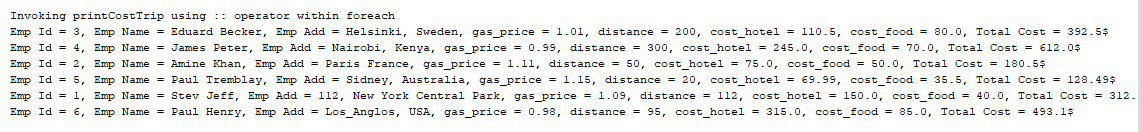 Invoking printCostTrip using :: operator within foreach
Emp Id = 3, Emp Name = Eduard Becker, Emp Add = Helsinki, Sweden, gas_price = 1.01, distance = 200, cost_hotel = 110.5, cost_food = 80.0, Total Cost = 392.5$
Emp Id = 4, Emp Name = James Peter, Emp Add = Nairobi, Kenya, gas_price = 0.99, distance = 300, cost_hotel = 245.0, cost_food = 70.0, Total Cost = 612.0$
Emp Id = 2, Emp Name = Amine Khan, Emp Add = Paris France, gas_price = 1.11, distance = 50, cost_hotel = 75.0, cost_food = 50.0, Total Cost = 180.5$
Emp Id = 5, Emp Name = Paul Tremblay, Emp Add = Sidney, Australia, gas_price = 1.15, distance = 20, cost_hotel = 69.99, cost_food = 35.5, Total Cost = 128.49$
Emp Id = 1, Emp Name = Stev Jeff, Emp Add = 112, New York Central Park, gas_price = 1.09, distance = 112, cost_hotel = 150.0, cost_food = 40.0, Total Cost = 312.
Emp Id = 6, Emp Name = Paul Henry, Emp Add = Los_Anglos, USA, gas_price = 0.98, distance = 95, cost_hotel = 315.0, cost_food = 85.0, Total Cost = 493.1$